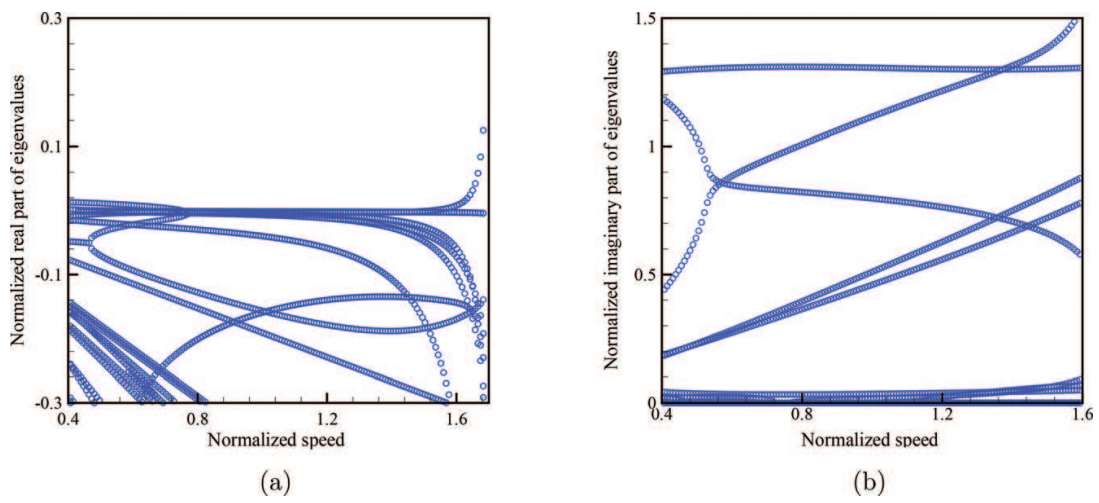 0.3
0.1
-0.1
-0.3
0.4
0.8
1.2
1.6
Normalized speed
Normalized real part of eigenvalues
(a)
1.5
1
0.5
0
0.4
0.8
1.2
1.6
Normalized speed
Normalized imaginary part of eigenvalues
(b)